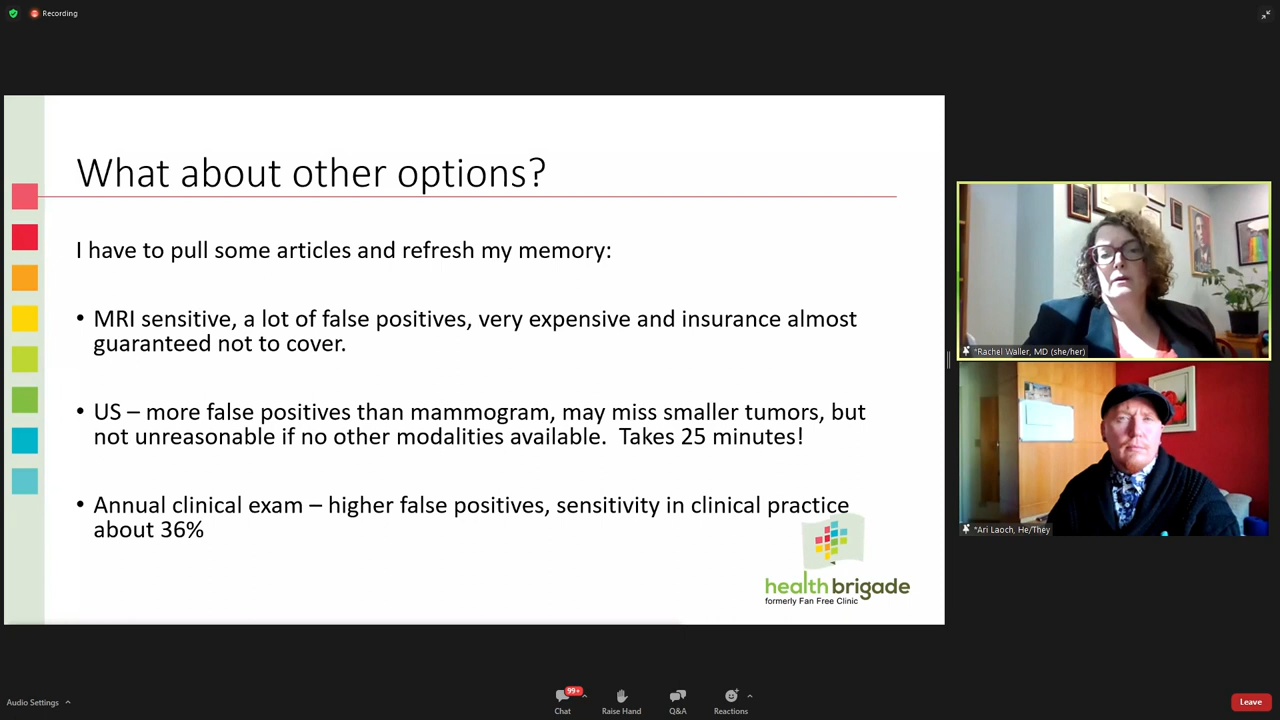 Recording
What about other options?
I have to pull some articles and refresh my memory:
• MRI sensitive, a lot of false positives, very expensive and insurance almost
guaranteed not to cover.
• US – more false positives than mammogram, may miss smaller tumors, but
not unreasonable if no other modalities available.  Takes 25 minutes!
• Annual clinical exam – higher false positives, sensitivity in clinical practice
about 36%
healthbrigade
formerly Fan Free Clinic
*Rachel Waller, MD (she/her)
*Ari Laoch, He/They
Audio Settings
99+
Chat
Raise Hand
Q&A
Reactions
Leave